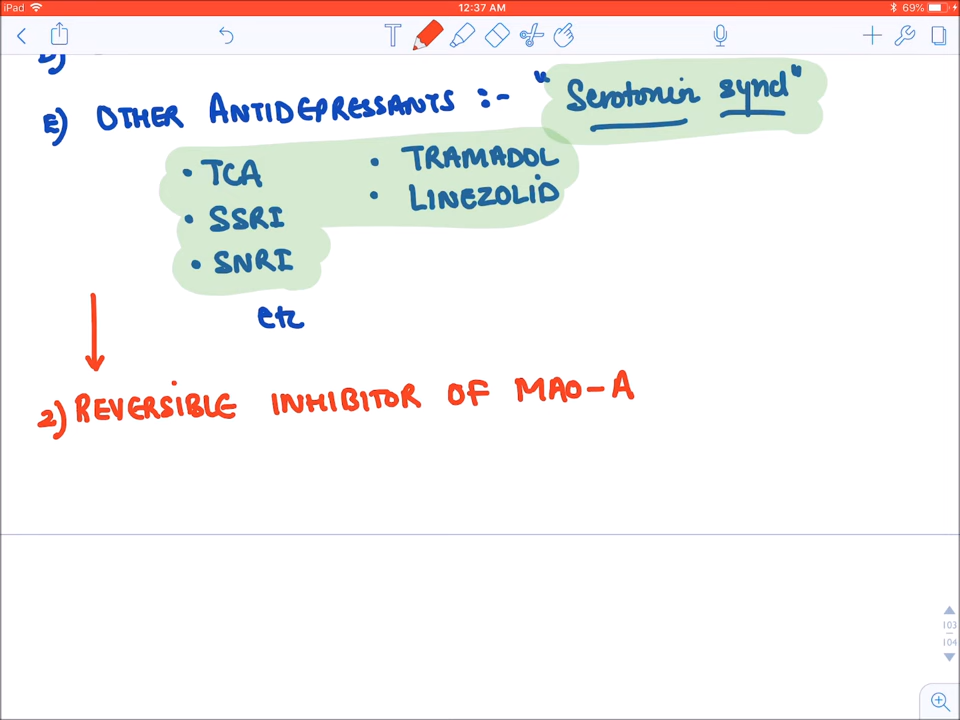 iPad 12:37 AM 69%
E) OTHER ANTIDEPRESSANTS :- "Serotonin synd"
• TCA • TRAMADOL
• SSRI • LINEZOLID
• SNRI
etc
2) REVERSIBLE INHIBITOR OF MAO-A
103
104